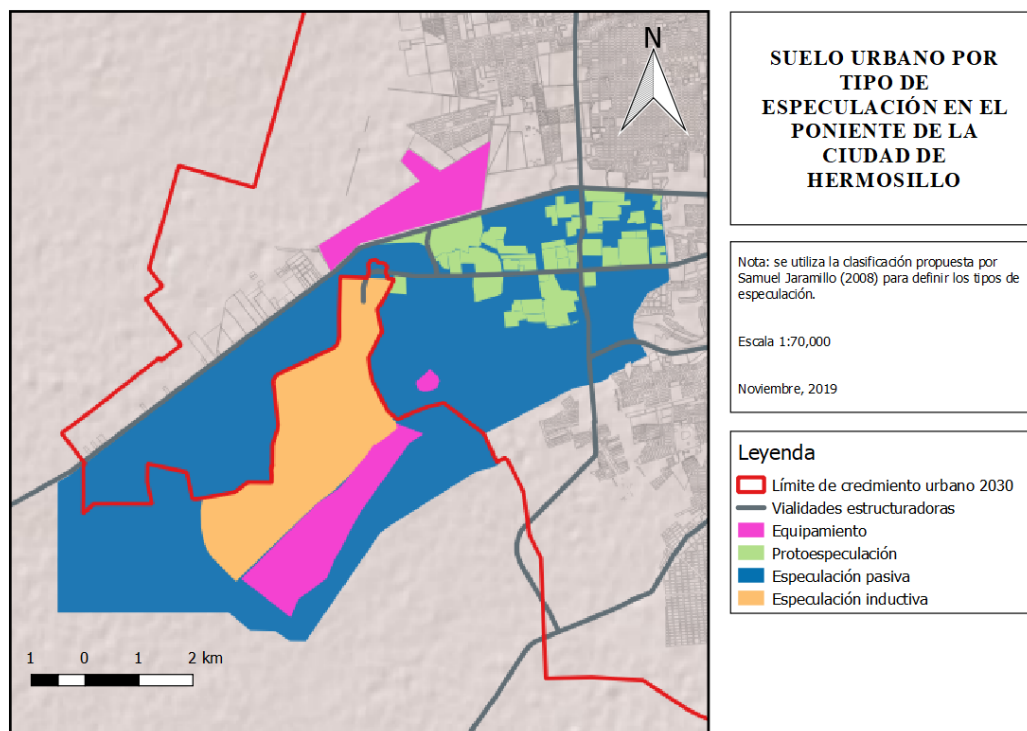 N
1 0 1 2 km
SUELO URBANO POR
TIPO DE
ESPECULACIÓN EN EL
PONIENTE DE LA
CIUDAD DE
HERMOSILLO
Nota: se utiliza la clasificación propuesta por
Samuel Jaramillo (2008) para definir los tipos de
especulación.
Escala 1:70,000
Noviembre, 2019
Leyenda
Límite de crecimiento urbano 2030
Vialidades estructuradoras
Equipamiento
Protoespeculación
Especulación pasiva
Especulación inductiva